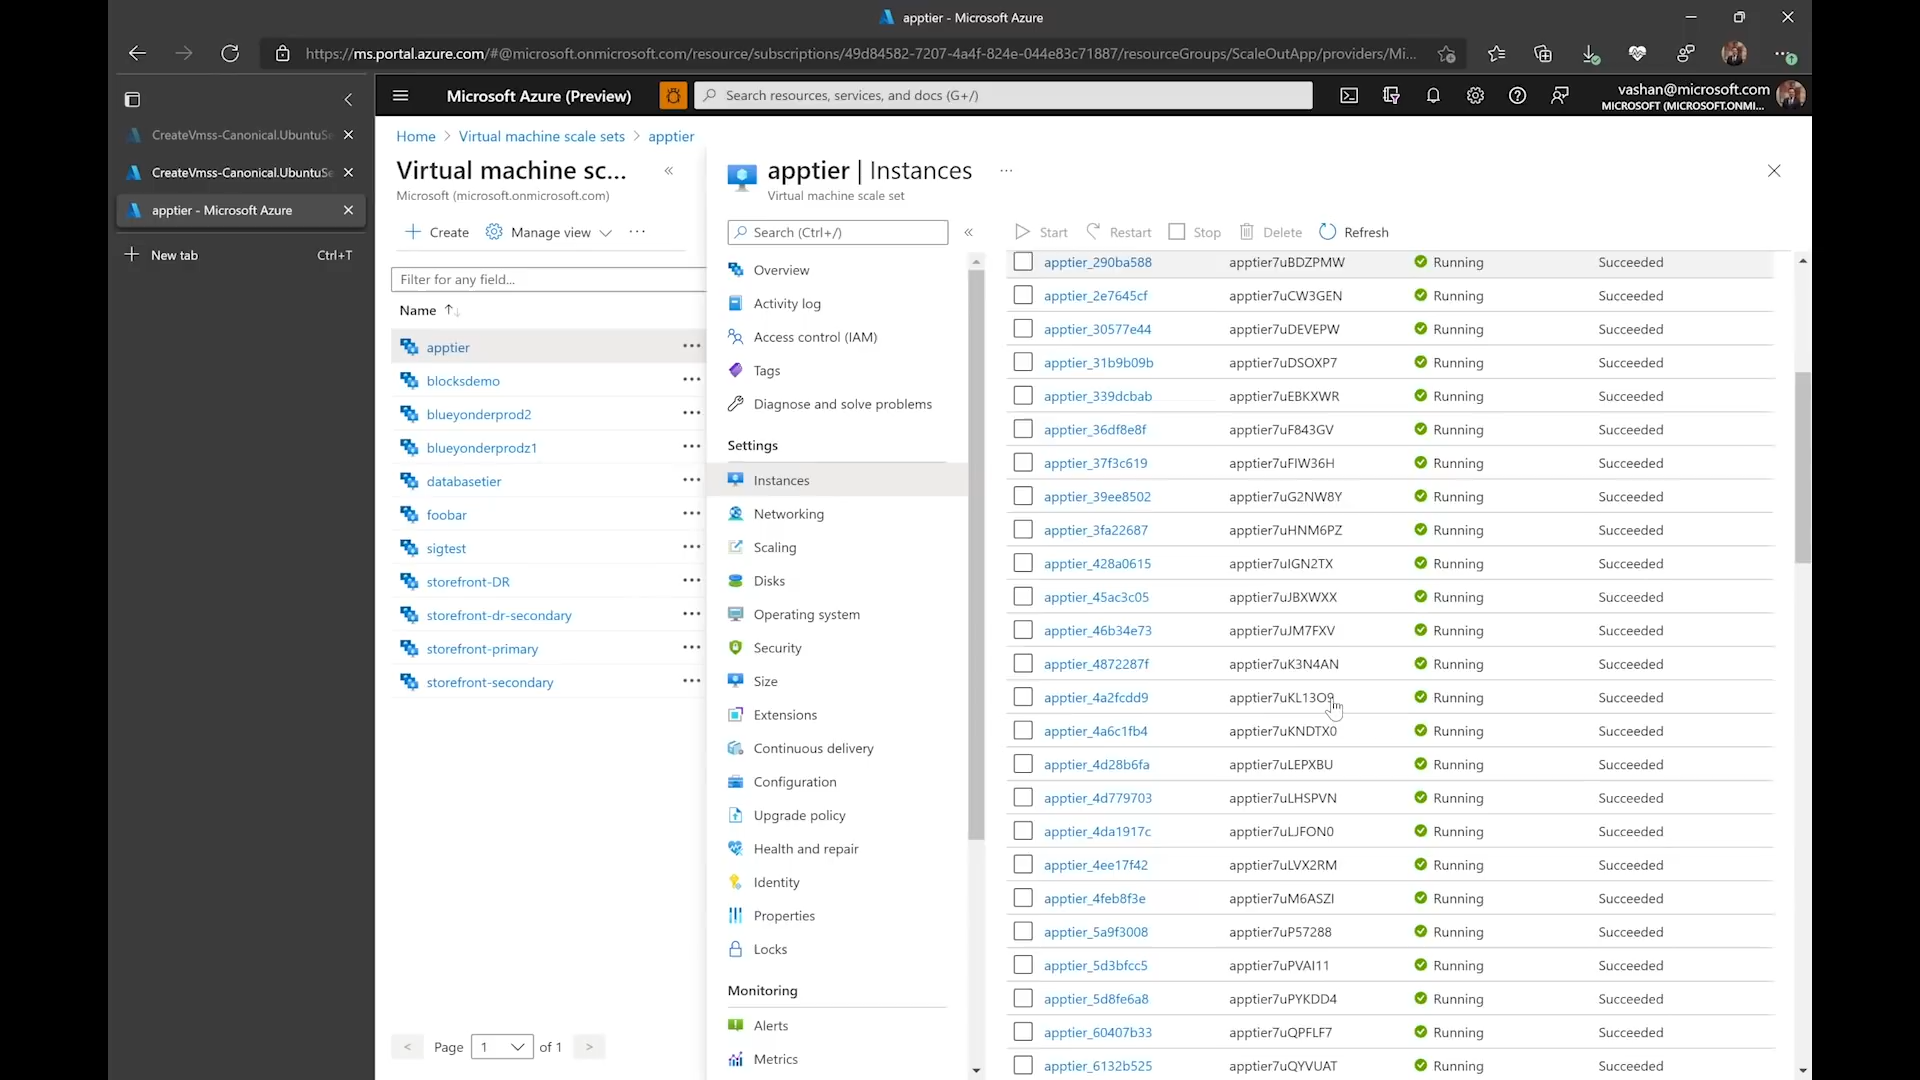 apptier - Microsoft Azure
https://ms.portal.azure.com/#@microsoft.onmicrosoft.com/resource/subscriptions/49d84582-7207-4a4f-824e-044e83c71887/resourceGroups/ScaleOutApp/providers/Mi...
CreateVmss-Canonical.UbuntuSe
CreateVmss-Canonical.UbuntuSe
apptier - Microsoft Azure
New tab Ctrl+T
Microsoft Azure (Preview)
Search resources, services, and docs (G+/)
vashan@microsoft.com
MICROSOFT (MICROSOFT.ONMI...
Home > Virtual machine scale sets > apptier
Virtual machine sc...
Microsoft (microsoft.onmicrosoft.com)
Create Manage view ...
Filter for any field...
Name
apptier
blocksdemo
blueyonderprod2
blueyonderprodz1
databasetier
foobar
sigtest
storefront-DR
storefront-dr-secondary
storefront-primary
storefront-secondary
< Page 1 of 1 >
apptier | Instances ...
Virtual machine scale set
Search (Ctrl+/)
Overview
Activity log
Access control (IAM)
Tags
Diagnose and solve problems
Settings
Instances
Networking
Scaling
Disks
Operating system
Security
Size
Extensions
Continuous delivery
Configuration
Upgrade policy
Health and repair
Identity
Properties
Locks
Monitoring
Alerts
Metrics
Start Restart Stop Delete Refresh
apptier_290ba588 apptier7uBDZPMW Running Succeeded
apptier_2e7645cf apptier7uCW3GEN Running Succeeded
apptier_30577e44 apptier7uDEVEPW Running Succeeded
apptier_31b9b09b apptier7uDSOXP7 Running Succeeded
apptier_339dcbab apptier7uEBKXWR Running Succeeded
apptier_36df8e8f apptier7uF843GV Running Succeeded
apptier_37f3c619 apptier7uFIW36H Running Succeeded
apptier_39ee8502 apptier7uG2NW8Y Running Succeeded
apptier_3fa22687 apptier7uHNM6PZ Running Succeeded
apptier_428a0615 apptier7uIGN2TX Running Succeeded
apptier_45ac3c05 apptier7uJBXWXX Running Succeeded
apptier_46b34e73 apptier7uJM7FXV Running Succeeded
apptier_4872287f apptier7uK3N4AN Running Succeeded
apptier_4a2fcdd9 apptier7uKL13O9 Running Succeeded
apptier_4a6c1fb4 apptier7uKNDTX0 Running Succeeded
apptier_4d28b6fa apptier7uLEPXBU Running Succeeded
apptier_4d779703 apptier7uLHSPVN Running Succeeded
apptier_4da1917c apptier7uLJFON0 Running Succeeded
apptier_4ee17f42 apptier7uLVX2RM Running Succeeded
apptier_4feb8f3e apptier7uM6ASZI Running Succeeded
apptier_5a9f3008 apptier7uP57288 Running Succeeded
apptier_5d3bfcc5 apptier7uPVAI11 Running Succeeded
apptier_5d8fe6a8 apptier7uPYKDD4 Running Succeeded
apptier_60407b33 apptier7uQPFLF7 Running Succeeded
apptier_6132b525 apptier7uQYVUAT Running Succeeded